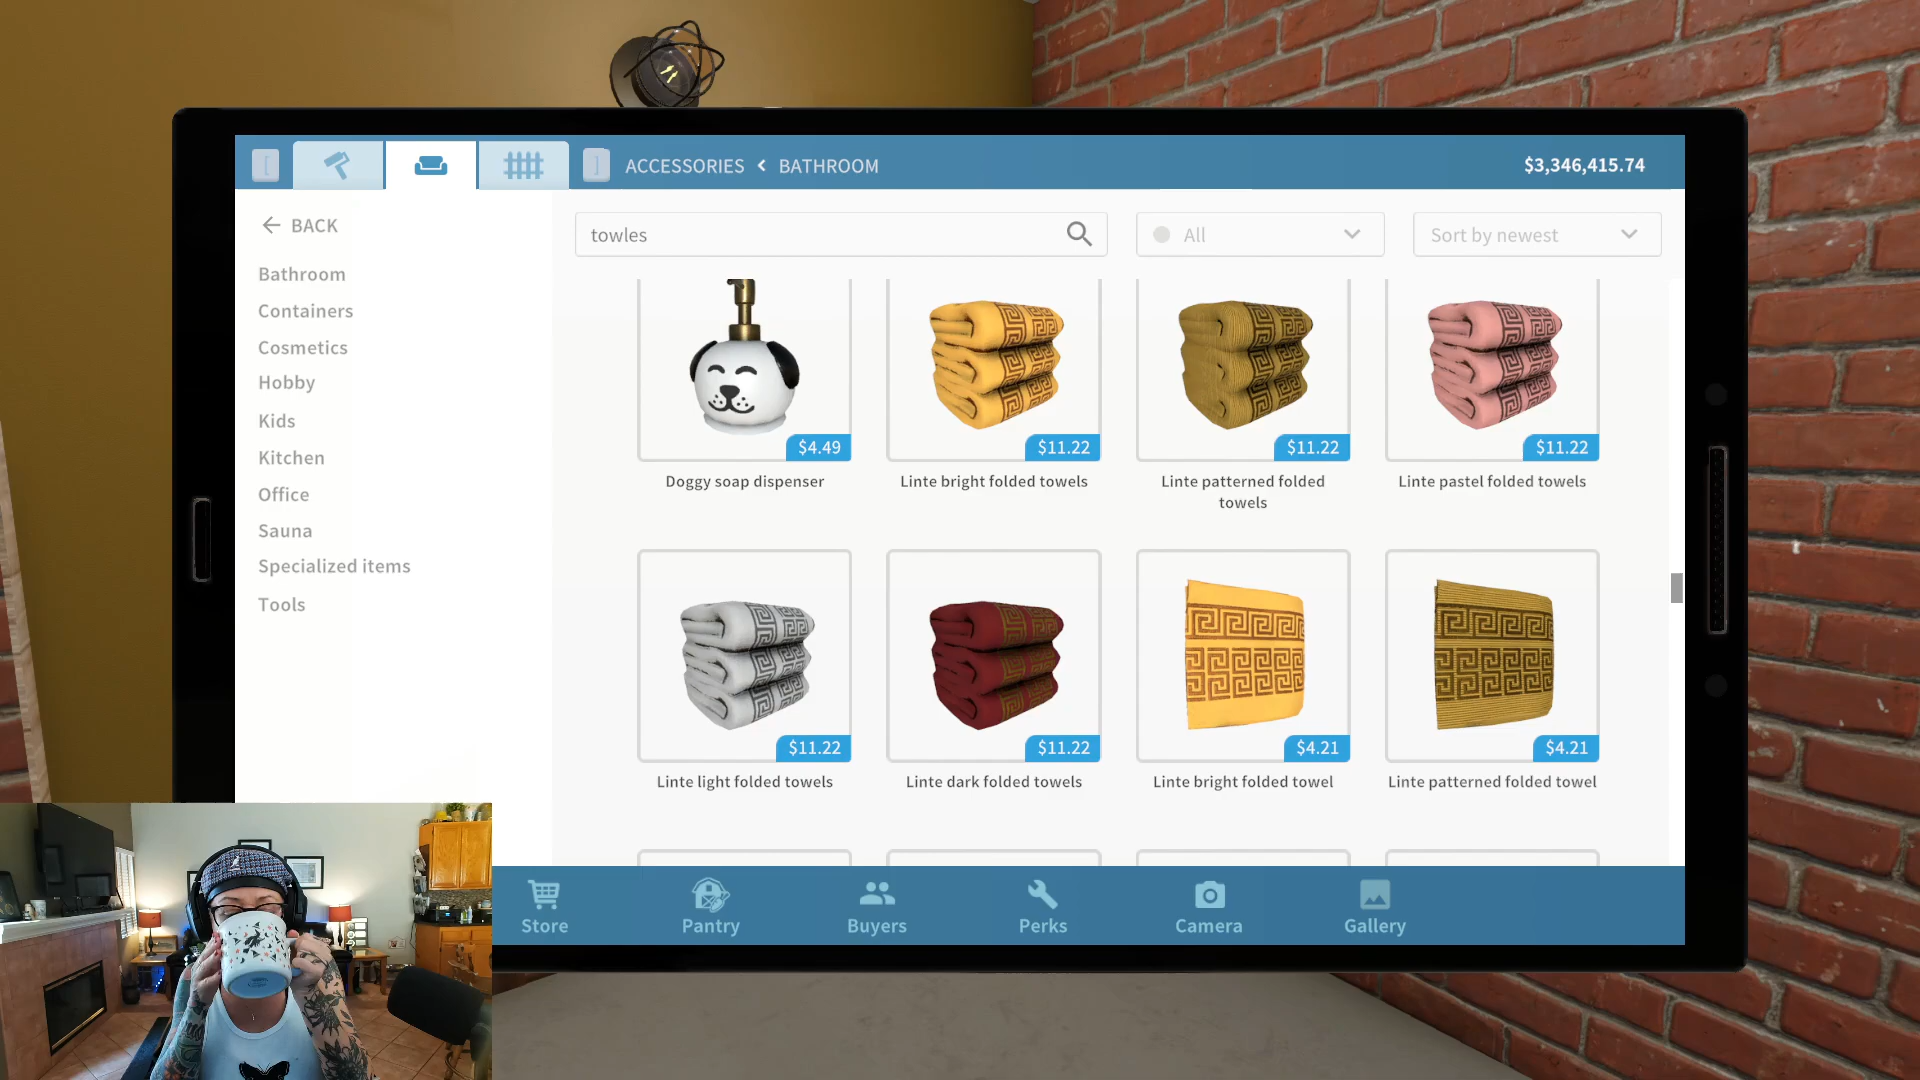 ACCESSORIES < BATHROOM
$3,346,415.74
BACK
towles
All
Sort by newest
Bathroom
Containers
Cosmetics
Hobby
Kids
Kitchen
Office
Sauna
Specialized items
Tools
$4.49
$11.22
$11.22
$11.22
Doggy soap dispenser
Linte bright folded towels
Linte patterned folded
towels
Linte pastel folded towels
$11.22
$11.22
$4.21
$4.21
Linte light folded towels
Linte dark folded towels
Linte bright folded towel
Linte patterned folded towel
Store
Pantry
Buyers
Perks
Camera
Gallery